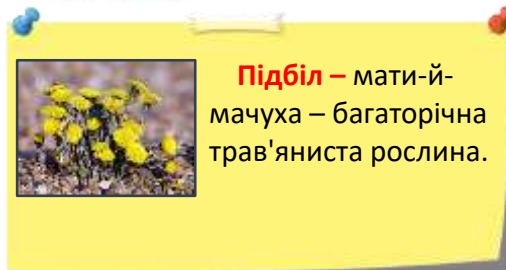 Підбіл – мати-й-
мачуха – багаторічна
трав'яниста рослина.